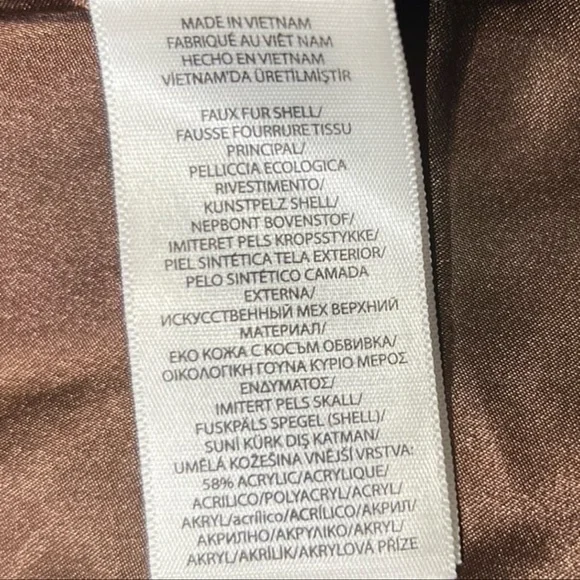 MADE IN VIETNAM
FABRIQUÉ AU VIÊT NAM
HECHO EN VIETNAM
VİETNAM'DA ÜRETİLMİŞTİR
FAUX FUR SHELL/
FAUSSE FOURRURE TISSU
PRINCIPAL/
PELLICCIA ECOLOGICA
RIVESTIMENTO/
KUNSTPELZ SHELL/
NEPBONT BOVENSTOF/
IMITERET PELS KROPSSTYKKE/
PIEL SINTÉTICA TELA EXTERIOR/
PELO SINTÉTICO CAMADA
EXTERNA/
ИСКУССТВЕННЫЙ МЕХ ВЕРХНИЙ
МАТЕРИАЛ/
ЕКО КОЖА С КОСЪМ ОБВИВКА/
ΟΙΚΟΛΟΓΙΚΗ ΓΟΥΝΑ ΚΥΡΙΟ ΜΕΡΟΣ
ΕΝΔΥΜΑΤΟΣ/
IMITERT PELS SKALL/
FUSKPÄLS SPEGEL (SHELL)/
SUNİ KÜRK DIŞ KATMAN/
UMĚLÁ KOŽEŠINA VNĚJŠÍ VRSTVA:
58% ACRYLIC/ACRYLIQUE/
ACRILICO/POLYACRYL/ACRYL/
AKRYL/acrílico/ACRÍLICO/АКРИЛ/
АКРИЛНО/ΑΚΡΥΛΙΚΟ/AKRYL/
AKRYL/AKRİLİK/AKRYLOVÁ PŘÍZE